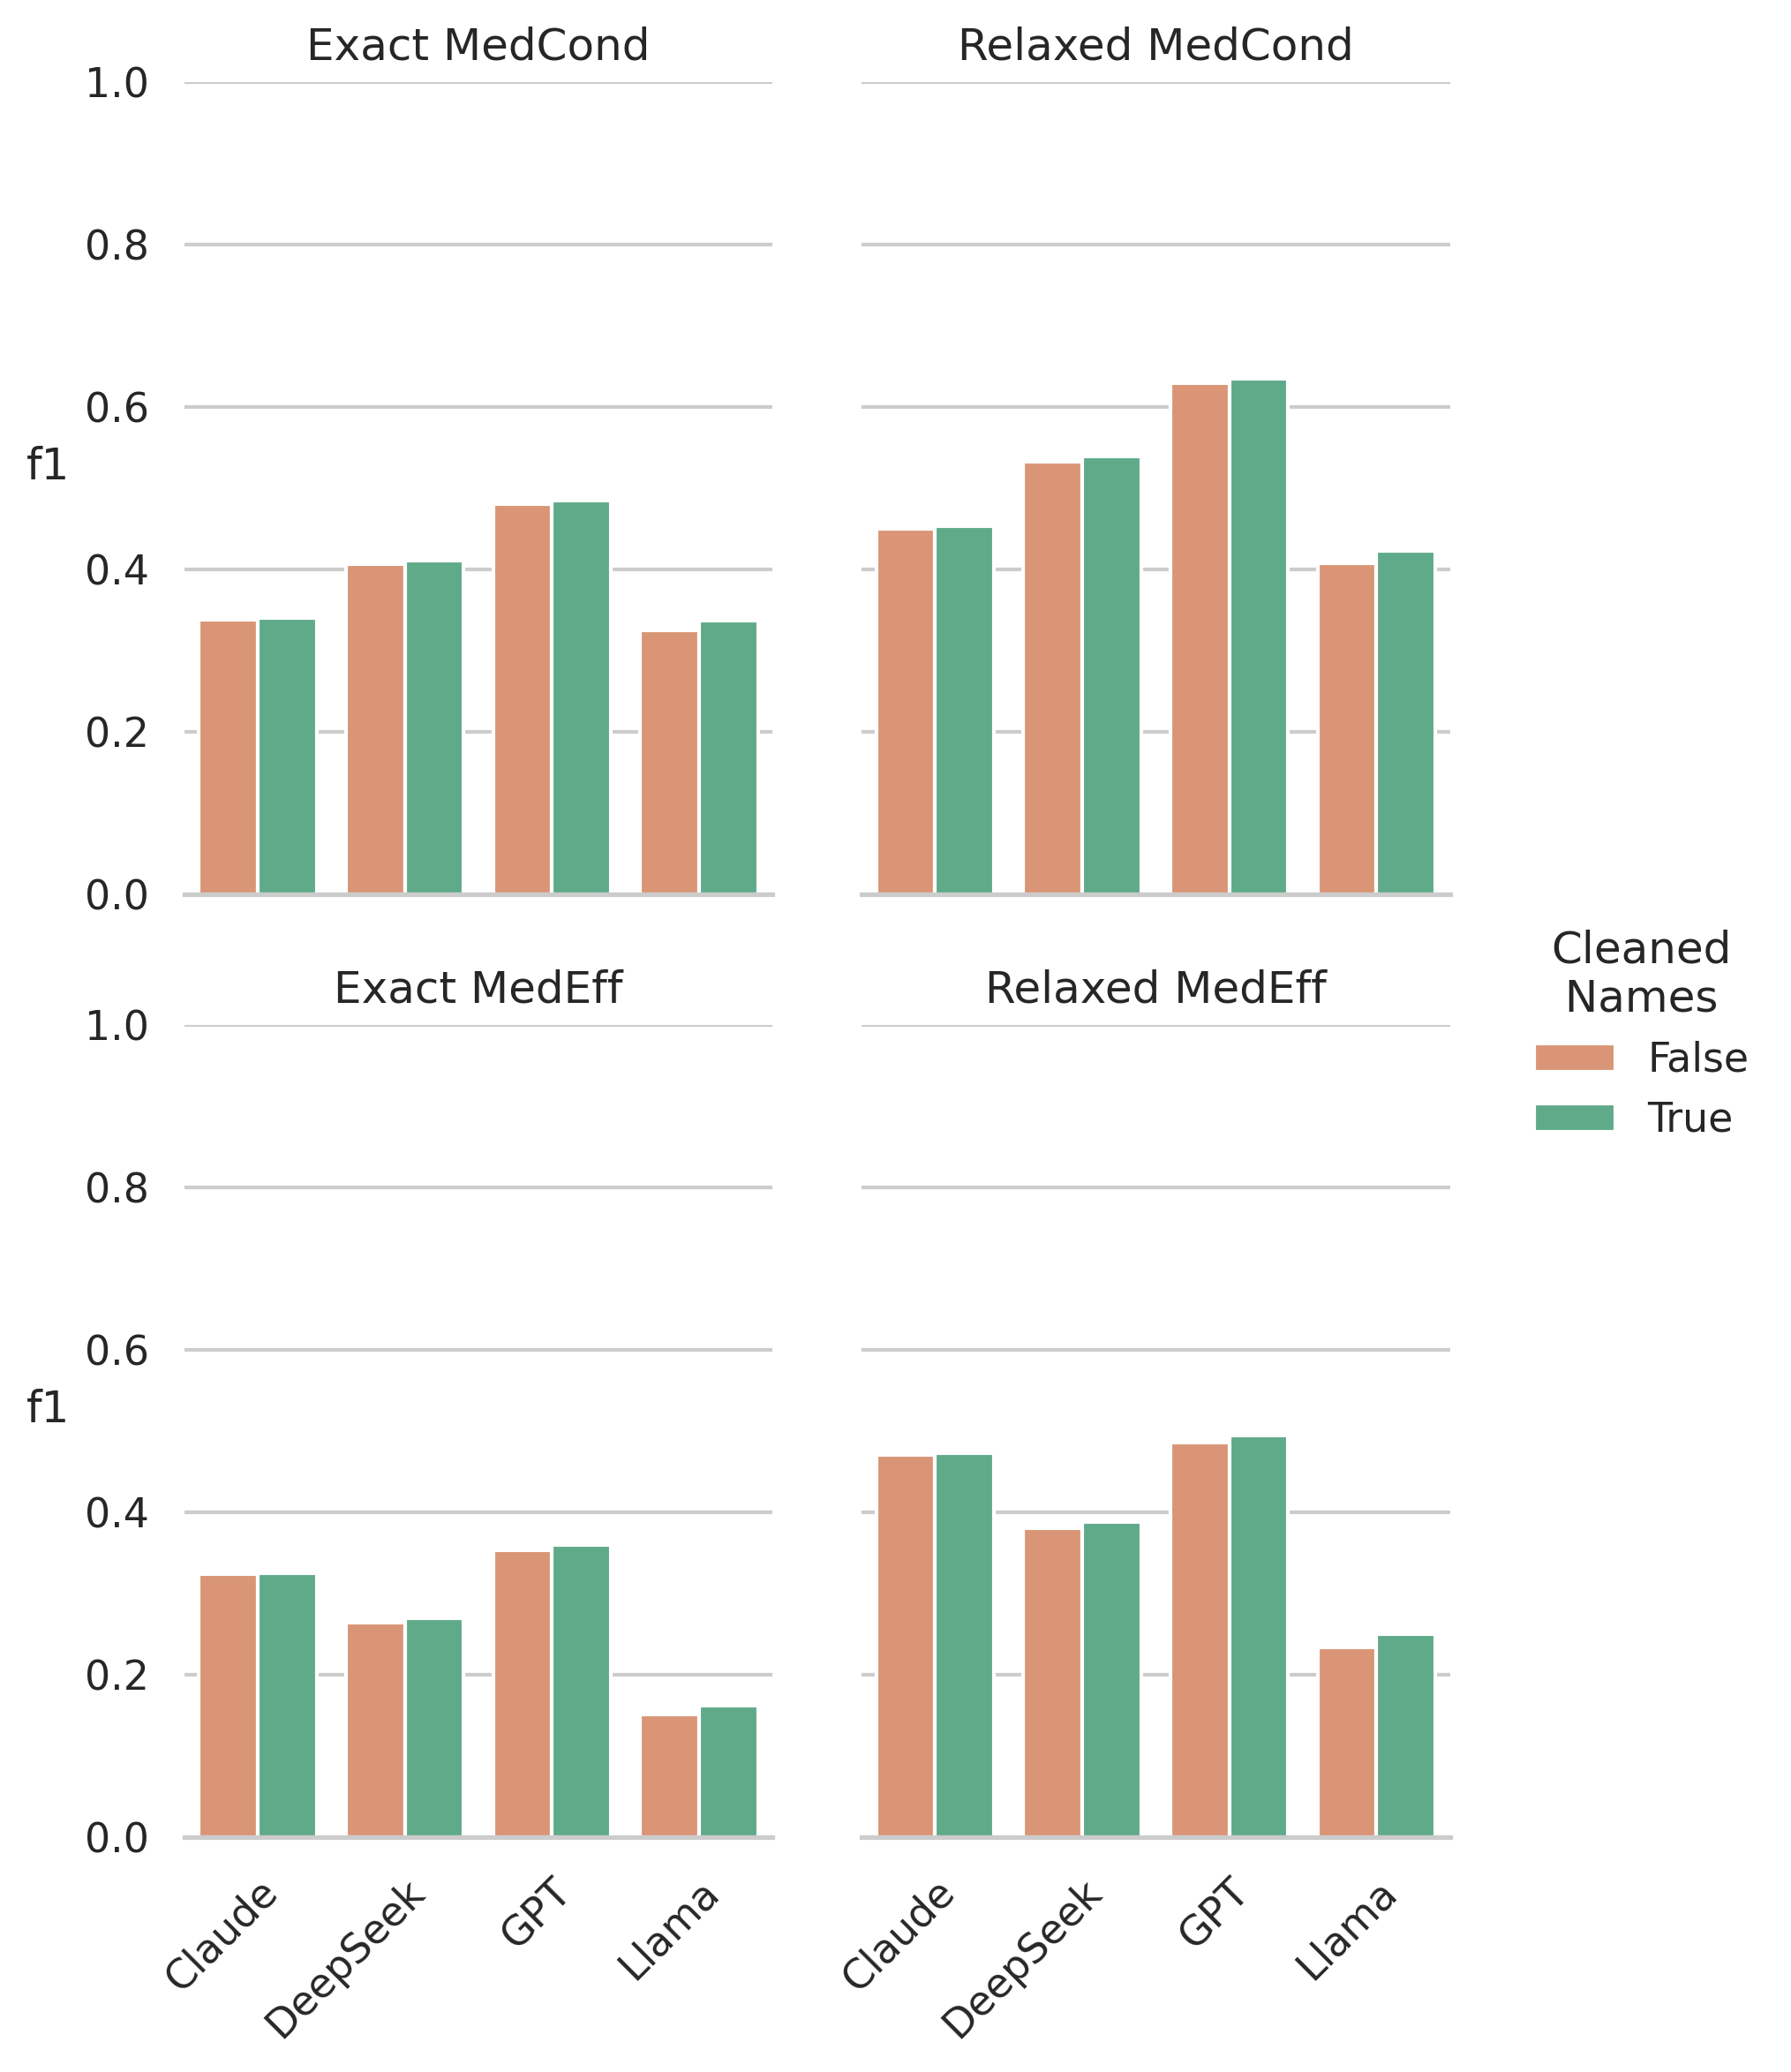 Exact MedCond
Relaxed MedCond
1.0
0.8
0.6
f1
0.4
0.2
0.0
Exact MedEff
Relaxed MedEff
1.0
0.8
0.6
f1
0.4
0.2
0.0
Claude
DeepSeek
GPT
Llama
Claude
DeepSeek
GPT
Llama
Cleaned
Names
False
True